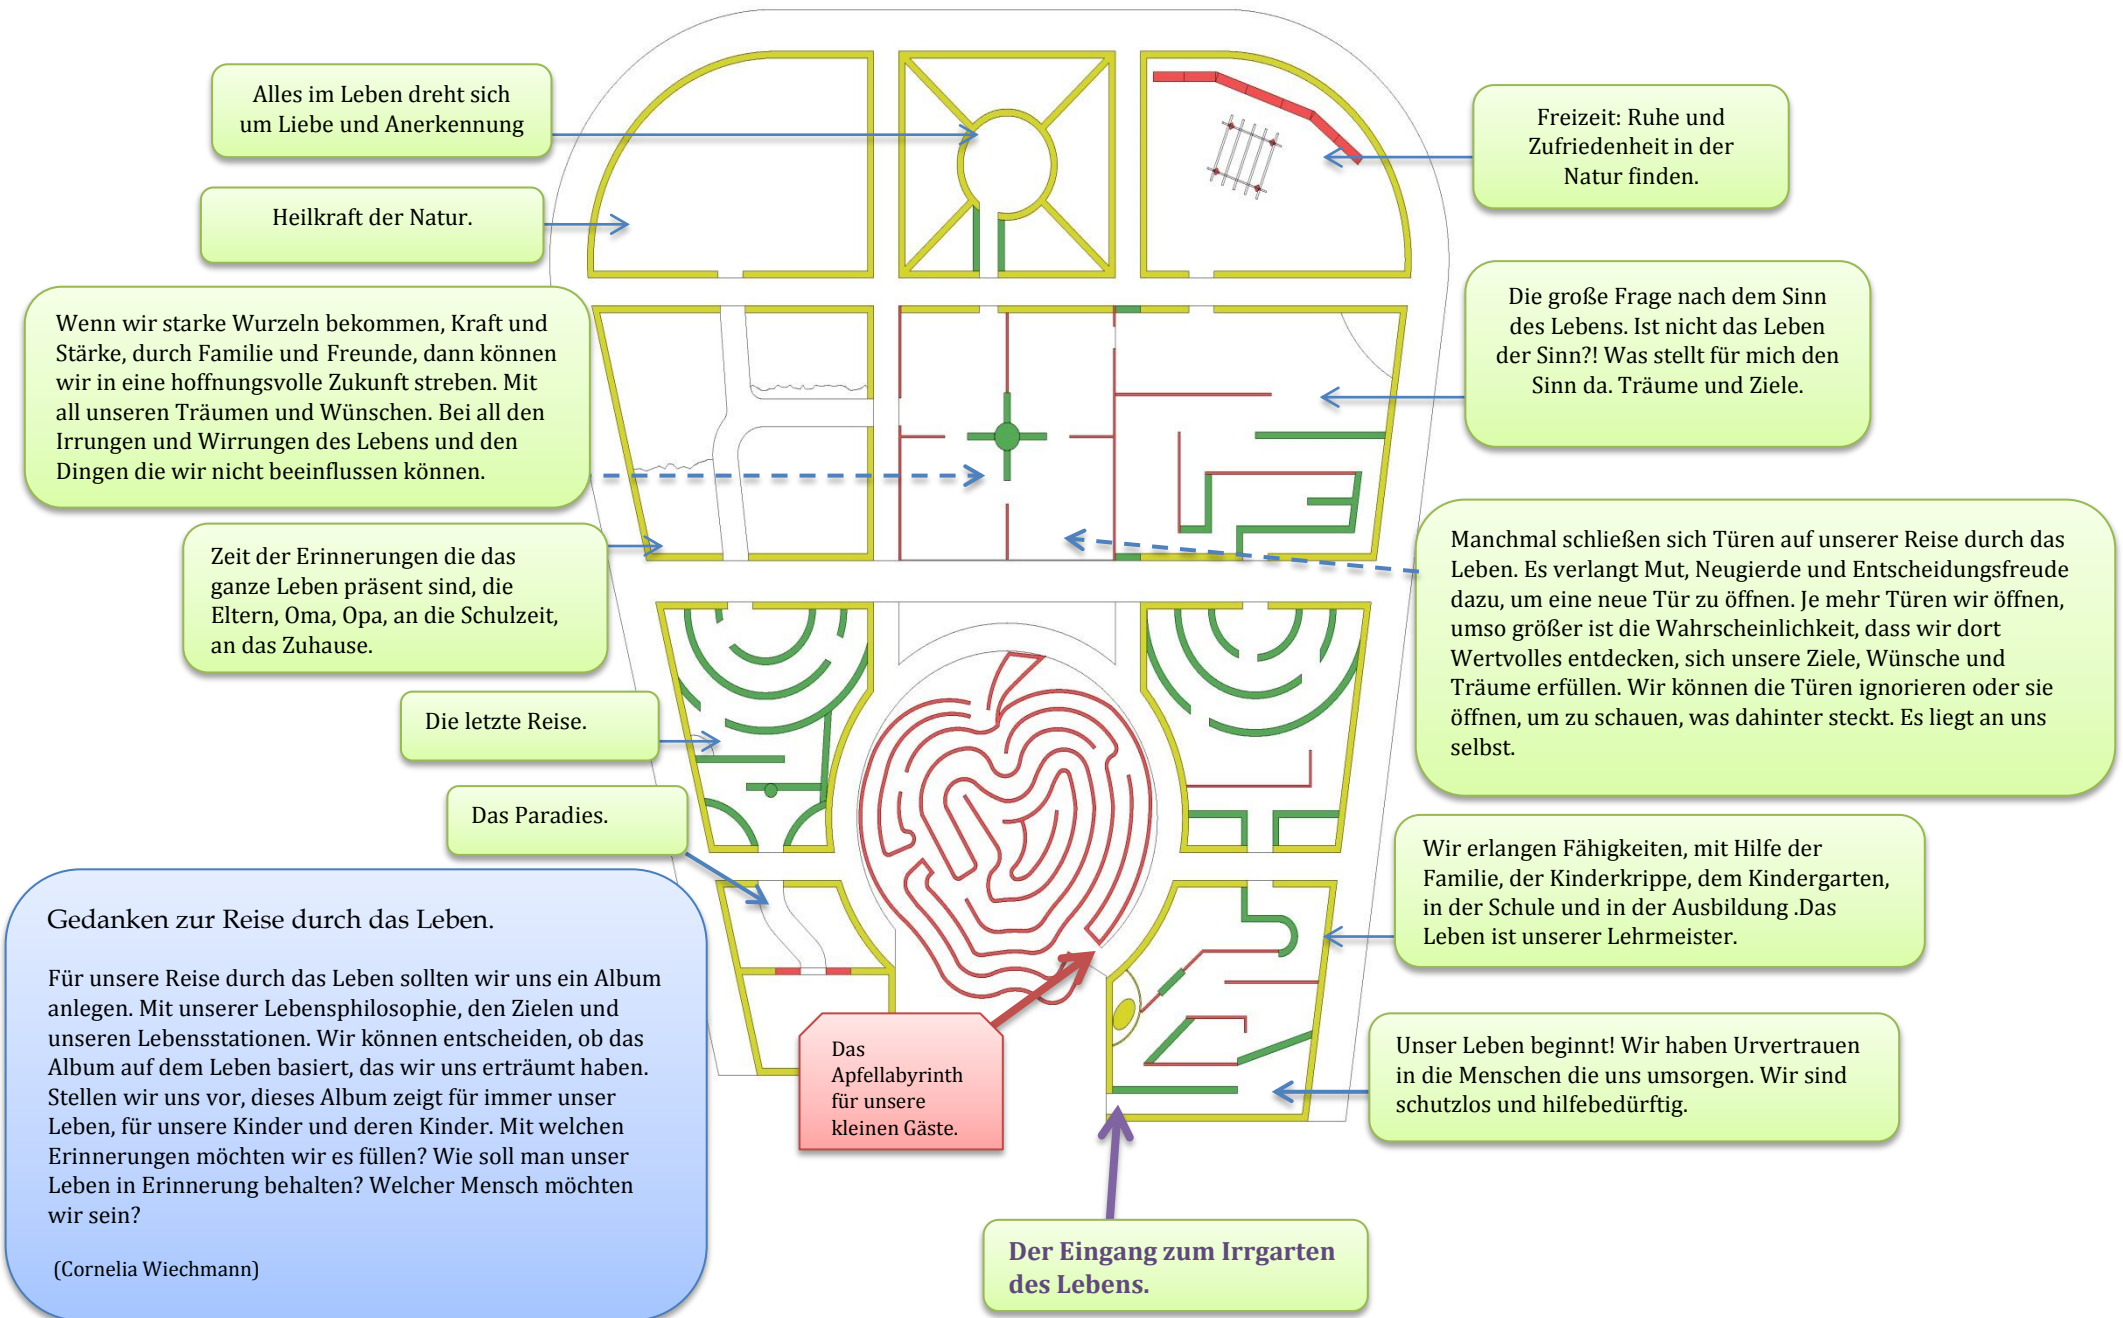 Alles im Leben dreht sich
um Liebe und Anerkennung
Heilkraft der Natur.
Wenn wir starke Wurzeln bekommen, Kraft und
Stärke, durch Familie und Freunde, dann können
wir in eine hoffnungsvolle Zukunft streben. Mit
all unseren Träumen und Wünschen. Bei all den
Irrungen und Wirrungen des Lebens und den
Dingen die wir nicht beeinflussen können.
Zeit der Erinnerungen die das
ganze Leben präsent sind, die
Eltern, Oma, Opa, an die Schulzeit,
an das Zuhause.
Die letzte Reise.
Das Paradies.
Gedanken zur Reise durch das Leben.
Für unsere Reise durch das Leben sollten wir uns ein Album
anlegen. Mit unserer Lebensphilosophie, den Zielen und
unseren Lebensstationen. Wir können entscheiden, ob das
Album auf dem Leben basiert, das wir uns erträumt haben.
Stellen wir uns vor, dieses Album zeigt für immer unser
Leben, für unsere Kinder und deren Kinder. Mit welchen
Erinnerungen möchten wir es füllen? Wie soll man unser
Leben in Erinnerung behalten? Welcher Mensch möchten
wir sein?
(Cornelia Wiechmann)
Das
Apfellabyrinth
für unsere
kleinen Gäste.
Freizeit: Ruhe und
Zufriedenheit in der
Natur finden.
Die große Frage nach dem Sinn
des Lebens. Ist nicht das Leben
der Sinn?! Was stellt für mich den
Sinn da. Träume und Ziele.
Manchmal schließen sich Türen auf unserer Reise durch das
Leben. Es verlangt Mut, Neugierde und Entscheidungsfreude
dazu, um eine neue Tür zu öffnen. Je mehr Türen wir öffnen,
umso größer ist die Wahrscheinlichkeit, dass wir dort
Wertvolles entdecken, sich unsere Ziele, Wünsche und
Träume erfüllen. Wir können die Türen ignorieren oder sie
öffnen, um zu schauen, was dahinter steckt. Es liegt an uns
selbst.
Wir erlangen Fähigkeiten, mit Hilfe der
Familie, der Kinderkrippe, dem Kindergarten,
in der Schule und in der Ausbildung .Das
Leben ist unserer Lehrmeister.
Unser Leben beginnt! Wir haben Urvertrauen
in die Menschen die uns umsorgen. Wir sind
schutzlos und hilfebedürftig.
Der Eingang zum Irrgarten
des Lebens.